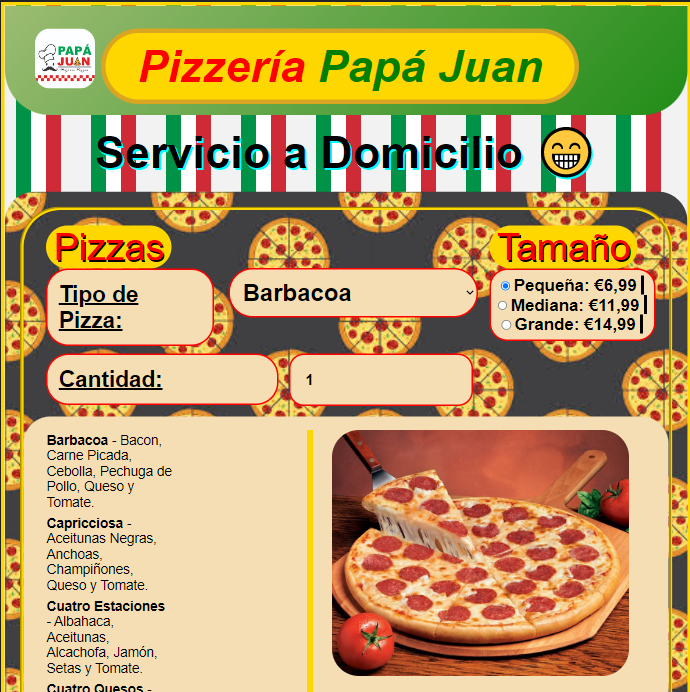 PAPÁ
JUAN
Pizzería Papá Juan
Servicio a Domicilio 😁
Pizzas
Tamaño
Tipo de
Pizza:
Barbacoa
Pequeña: €6,99
Mediana: €11,99
Grande: €14,99
Cantidad:
1
Barbacoa - Bacon,
Carne Picada,
Cebolla, Pechuga de
Pollo, Queso y
Tomate.
Capricciosa -
Aceitunas Negras,
Anchoas,
Champiñones,
Queso y Tomate.
Cuatro Estaciones
- Albahaca,
Aceitunas,
Alcachofa, Jamón,
Setas y Tomate.
Cuatro Quesos -